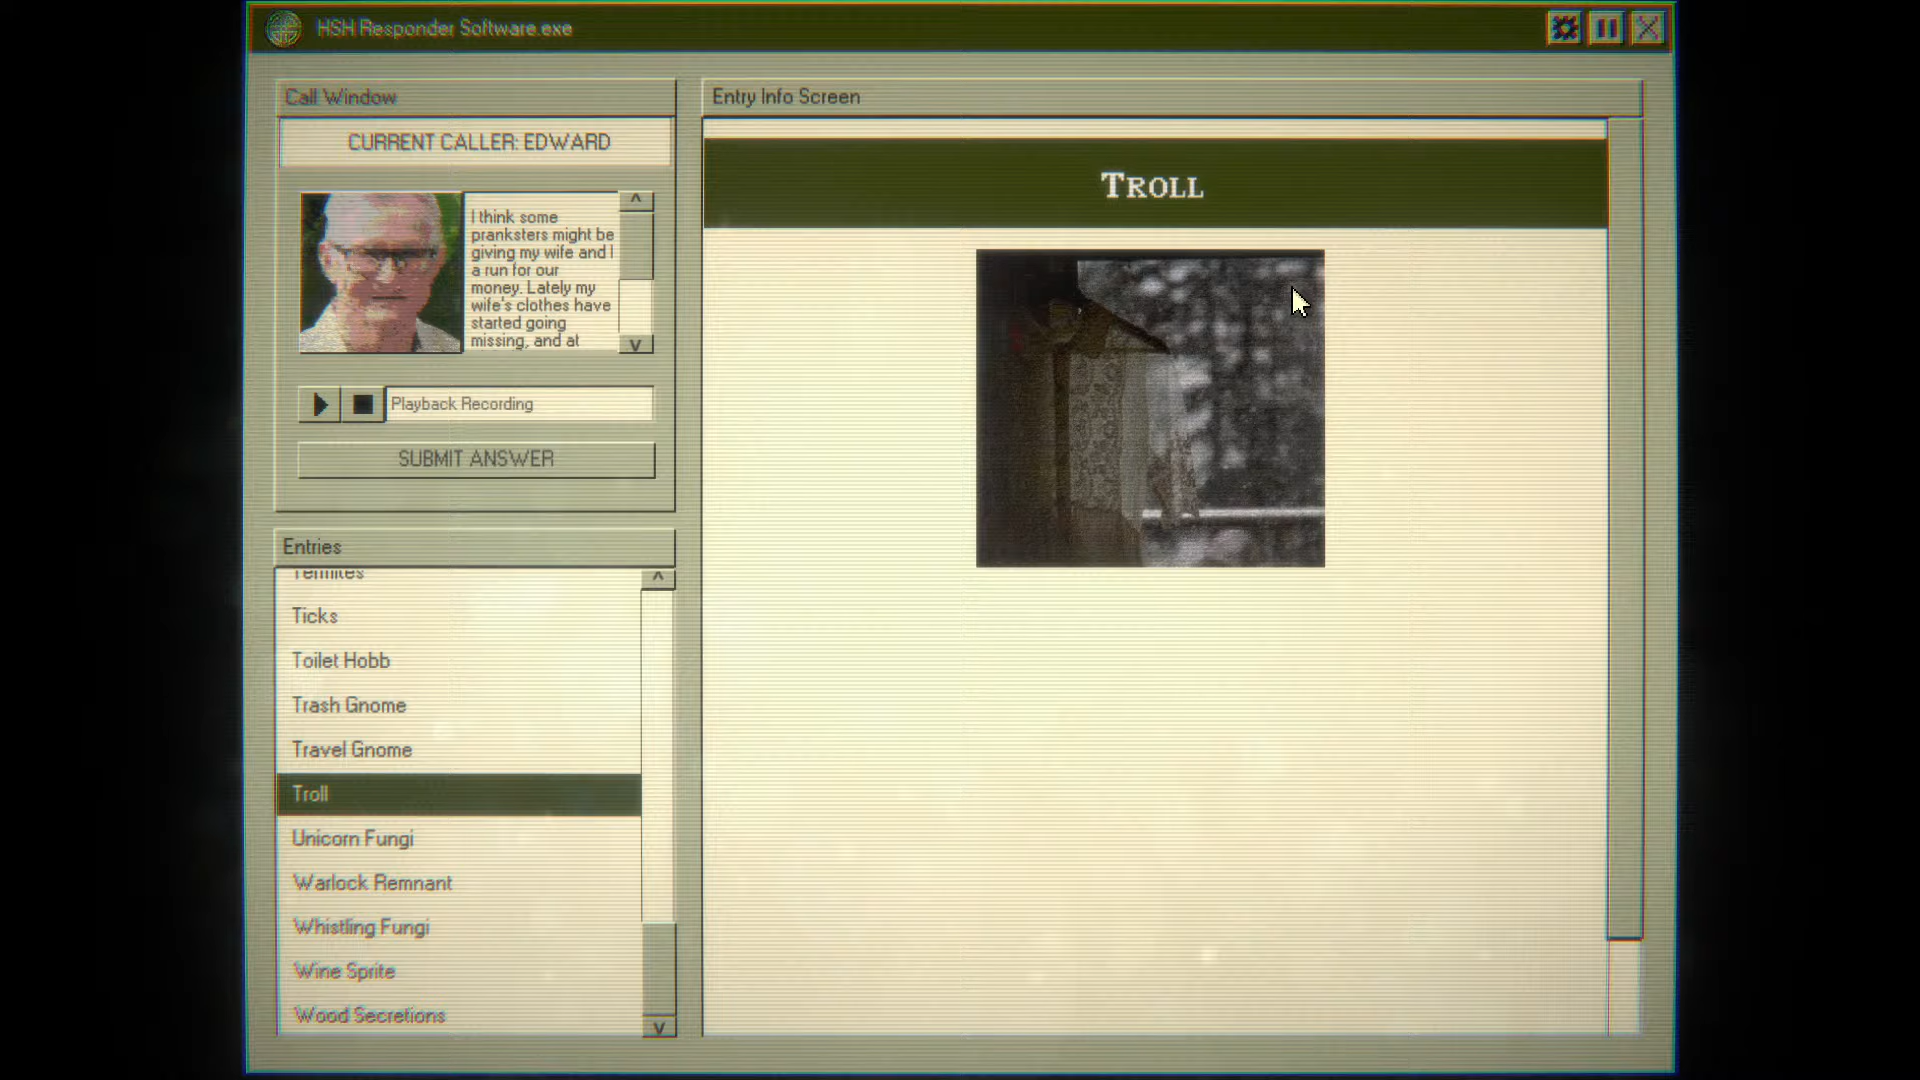 HSH Responder Software.exe
Call Window
CURRENT CALLER: EDWARD
I think some
pranksters might be
giving my wife and I
a run for our
money. Lately my
wife's clothes have
started going
missing, and at
Playback Recording
SUBMIT ANSWER
Entries
Termites
Ticks
Toilet Hobb
Trash Gnome
Travel Gnome
Troll
Unicorn Fungi
Warlock Remnant
Whistling Fungi
Wine Sprite
Wood Secretions
Entry Info Screen
TROLL